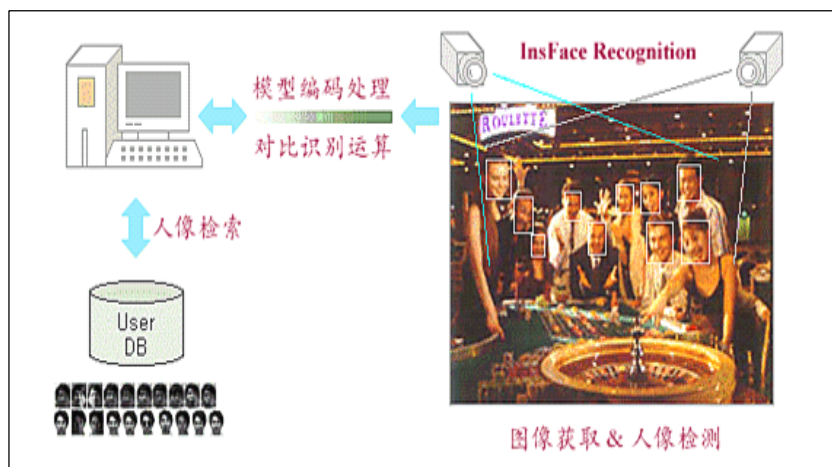 InsFace Recognition
模型编码处理
ROULETTE
对比识别运算
人像检索
User
DB
图像获取 & 人像检测